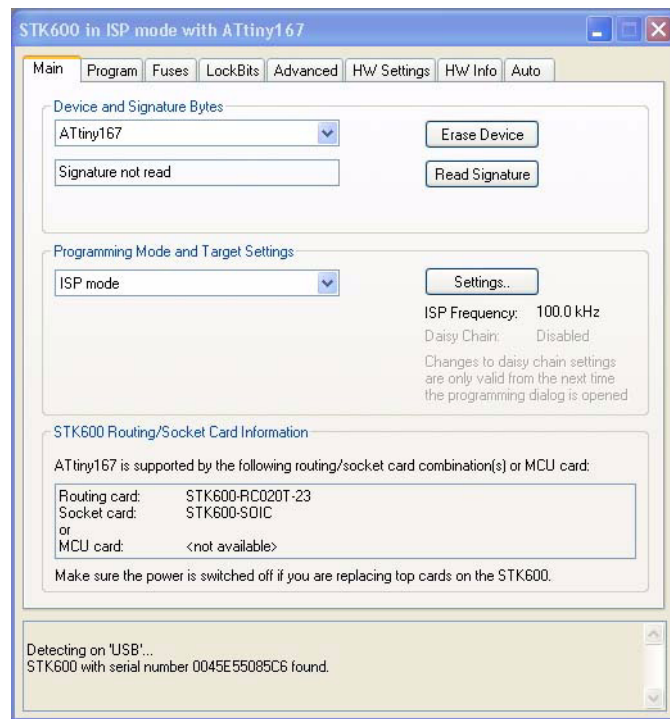 STK600 in ISP mode with ATtiny167
Main Program Fuses LockBits Advanced HW Settings HW Info Auto
Device and Signature Bytes
ATtiny167 Erase Device
Signature not read Read Signature
Programming Mode and Target Settings
ISP mode Settings..
ISP Frequency: 100.0 kHz
Daisy Chain: Disabled
Changes to daisy chain settings
are only valid from the next time
the programming dialog is opened
STK600 Routing/Socket Card Information
ATtiny167 is supported by the following routing/socket card combination(s) or MCU card:
Routing card: STK600-RC020T-23
Socket card: STK600-SOIC
or
MCU card: <not available>
Make sure the power is switched off if you are replacing top cards on the STK600.
Detecting on 'USB'...
STK600 with serial number 0045E55085C6 found.